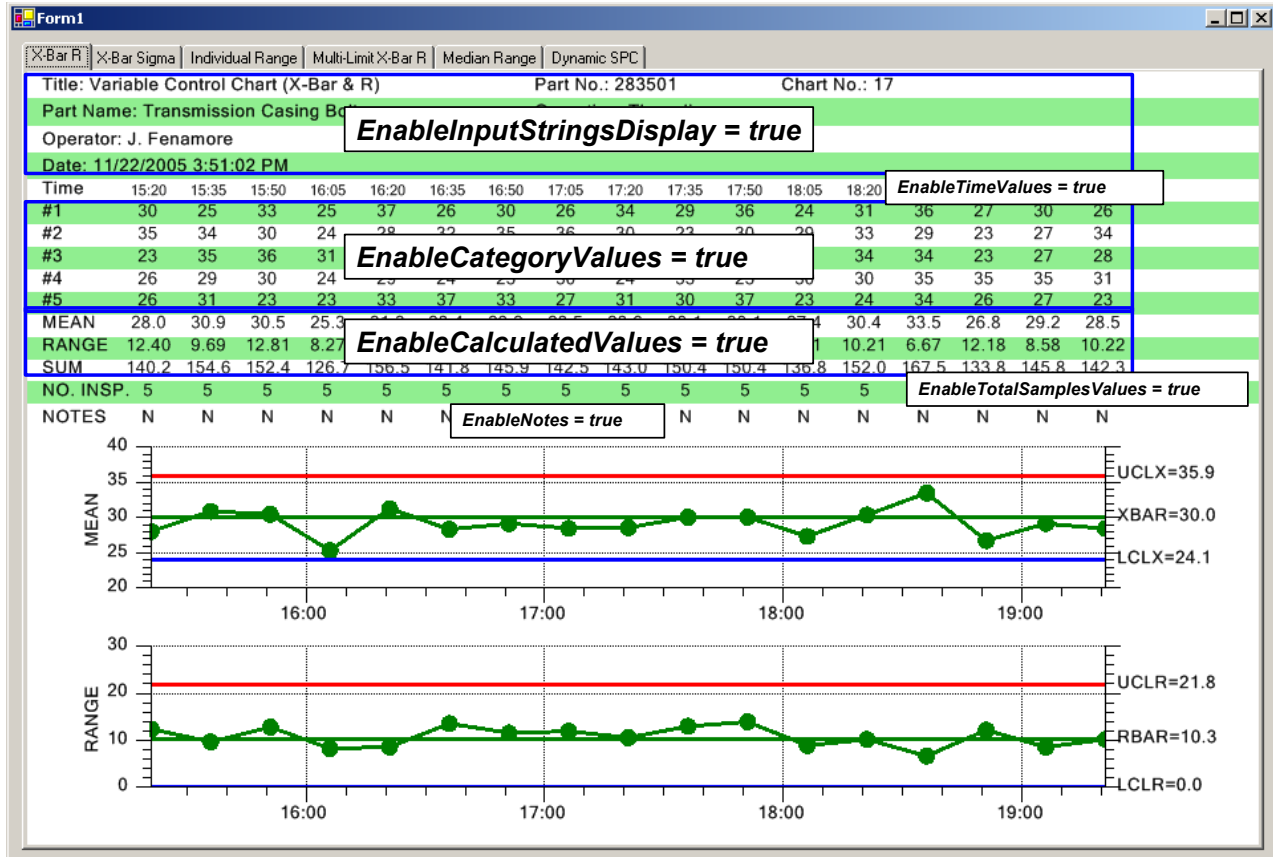 Form1
X-Bar R X-Bar Sigma Individual Range Multi-Limit X-Bar R Median Range Dynamic SPC
Title: Variable Control Chart (X-Bar & R) Part No.: 283501 Chart No.: 17
Part Name: Transmission Casing
EnableInputStringsDisplay = true
Operator: J. Fenamore
Date: 11/22/2005 3:51:02 PM
Time 15:20 15:35 15:50 16:05 16:20 16:35 16:50 17:05 17:20 17:35 17:50 18:05 18:20
EnableTimeValues = true
#1 30 25 33 25 37 26 30 26 34 29 36 24 31 36 27 30 26
#2 35 34 30 24 33 29 23 27 34
EnableCategoryValues = true
#3 23 35 36 31 34 34 23 27 28
#4 26 29 30 24 30 35 35 35 31
#5 26 31 23 23 33 37 33 27 31 30 37 23 24 34 26 27 23
MEAN 28.0 30.9 30.5 25.3 30.4 33.5 26.8 29.2 28.5
EnableCalculatedValues = true
RANGE 12.40 9.69 12.81 8.27 10.21 6.67 12.18 8.58 10.22
SUM 140.2 154.6 152.4 126.7 156.5 141.8 145.9 142.5 143.0 150.4 150.4 136.8 152.0 167.5 133.8 145.8 142.3
NO. INSP. 5 5 5 5 5 5 5 5 5 5 5 5 5
EnableTotalSamplesValues = true
NOTES N N N N N N N N N N N N N
EnableNotes = true
40
35
30
25
20
MEAN
UCLX=35.9
XBAR=30.0
LCLX=24.1
16:00 17:00 18:00 19:00
30
20
10
0
RANGE
UCLR=21.8
RBAR=10.3
LCLR=0.0
16:00 17:00 18:00 19:00